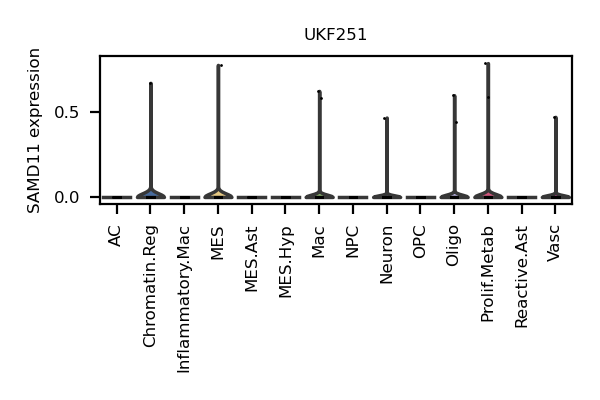 UKF251
SAMD11 expression
0.5
0.0
AC
Chromatin.Reg
Inflammatory.Mac
MES
MES.Ast
MES.Hyp
Mac
NPC
Neuron
OPC
Oligo
Prolif.Metab
Reactive.Ast
Vasc